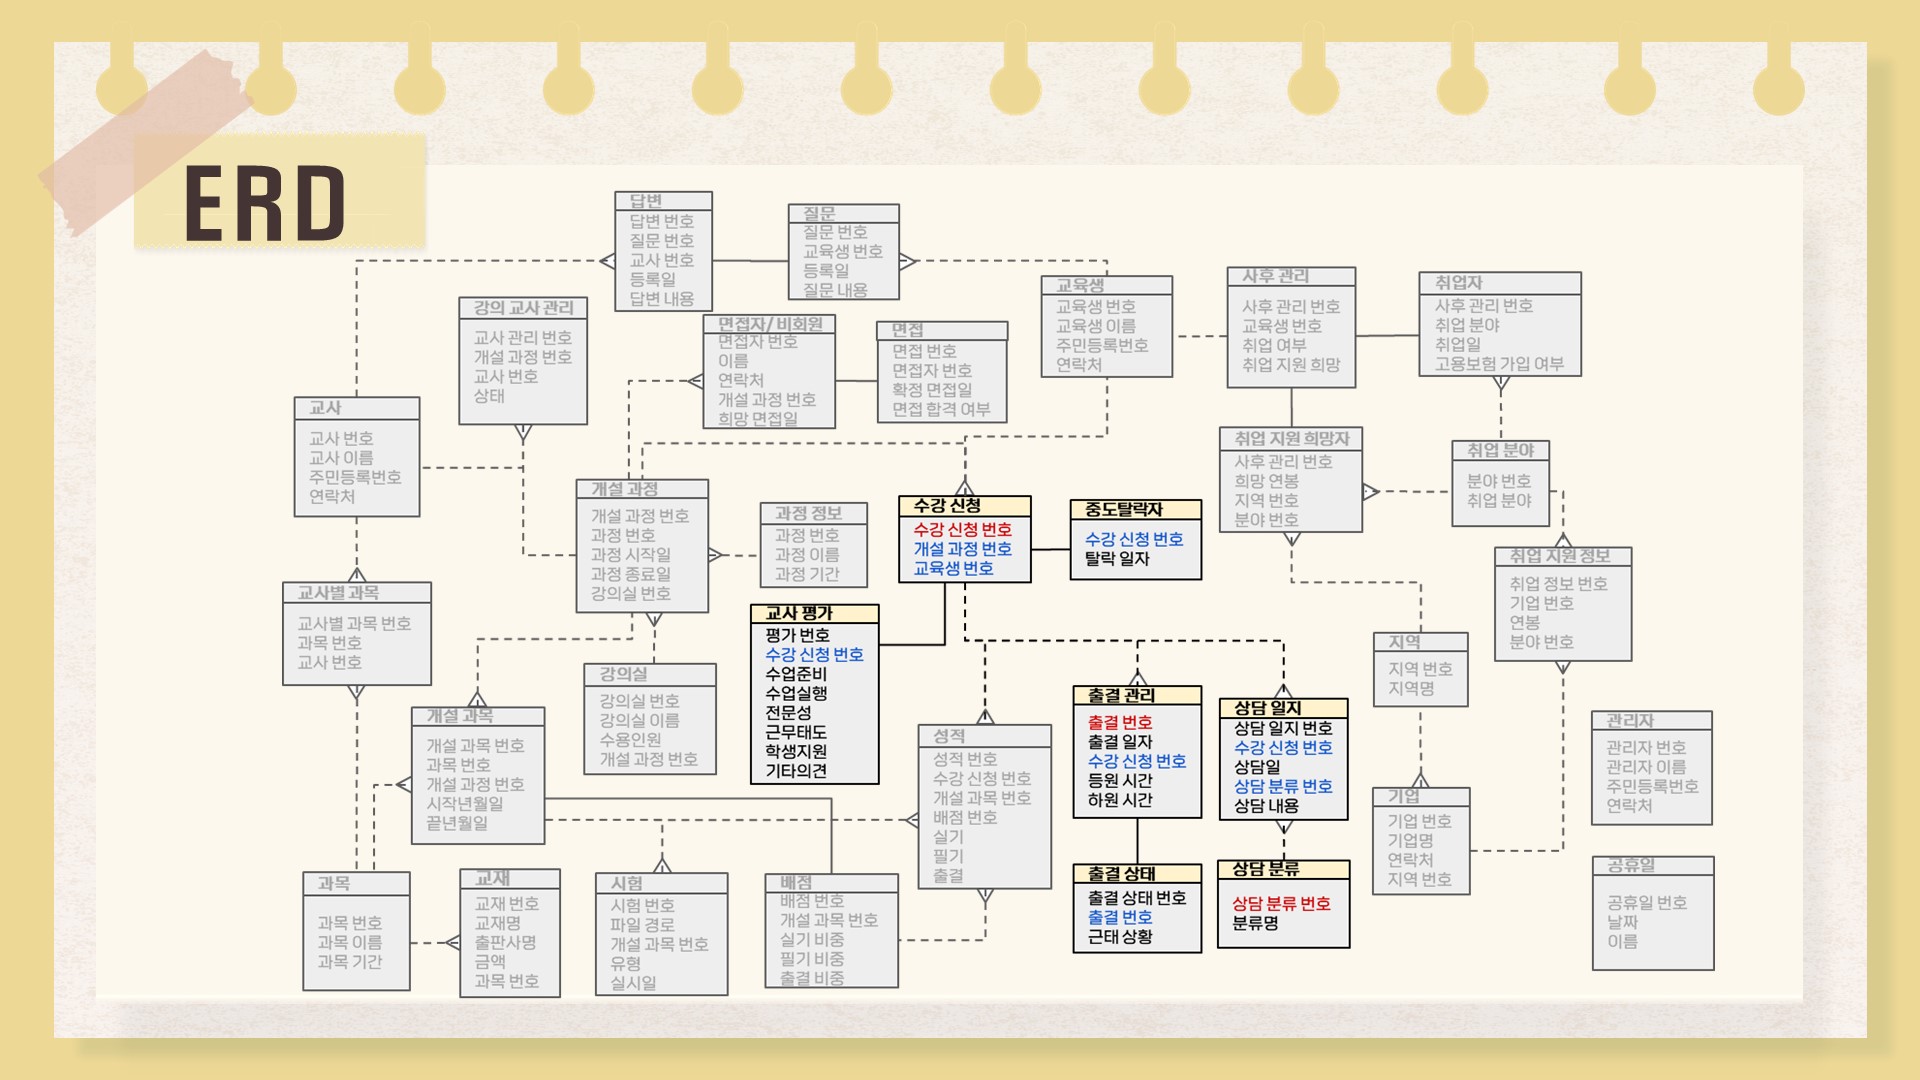 ERD
답변
답변 번호
질문 번호
교사 번호
등록일
답변 내용
질문
질문 번호
교육생 번호
등록일
질문 내용
강의 교사 관리
교사 관리 번호
개설 과정 번호
교사 번호
상태
면접자/ 비회원
면접자 번호
이름
연락처
개설 과정 번호
희망 면접일
면접
면접 번호
면접자 번호
확정 면접일
면접 합격 여부
교육생
교육생 번호
교육생 이름
주민등록번호
연락처
사후 관리
사후 관리 번호
교육생 번호
취업 여부
취업 지원 희망
취업자
사후 관리 번호
취업 분야
취업일
고용보험 가입 여부
교사
교사 번호
교사 이름
주민등록번호
연락처
개설 과정
개설 과정 번호
과정 번호
과정 시작일
과정 종료일
강의실 번호
과정 정보
과정 번호
과정 이름
과정 기간
수강 신청
수강 신청 번호
개설 과정 번호
교육생 번호
중도탈락자
수강 신청 번호
탈락 일자
취업 지원 희망자
사후 관리 번호
희망 연봉
지역 번호
분야 번호
취업 분야
분야 번호
취업 분야
취업 지원 정보
취업 정보 번호
기업 번호
연봉
분야 번호
교사별 과목
교사별 과목 번호
과목 번호
교사 번호
교사 평가
평가 번호
수강 신청 번호
수업준비
수업실행
전문성
근무태도
학생지원
기타의견
지역
지역 번호
지역명
강의실
강의실 번호
강의실 이름
수용인원
개설 과정 번호
개설 과목
개설 과목 번호
과목 번호
개설 과정 번호
시작년월일
끝년월일
성적
성적 번호
수강 신청 번호
개설 과목 번호
배점 번호
실기
필기
출결
출결 관리
출결 번호
출결 일자
수강 신청 번호
등원 시간
하원 시간
상담 일지
상담 일지 번호
수강 신청 번호
상담일
상담 분류 번호
상담 내용
관리자
관리자 번호
관리자 이름
주민등록번호
연락처
기업
기업 번호
기업명
연락처
지역 번호
과목
과목 번호
과목 이름
과목 기간
교재
교재 번호
교재명
출판사명
금액
과목 번호
시험
시험 번호
파일 경로
개설 과목 번호
유형
실시일
배점
배점 번호
개설 과목 번호
실기 비중
필기 비중
출결 비중
출결 상태
출결 상태 번호
출결 번호
근태 상황
상담 분류
상담 분류 번호
분류명
공휴일
공휴일 번호
날짜
이름